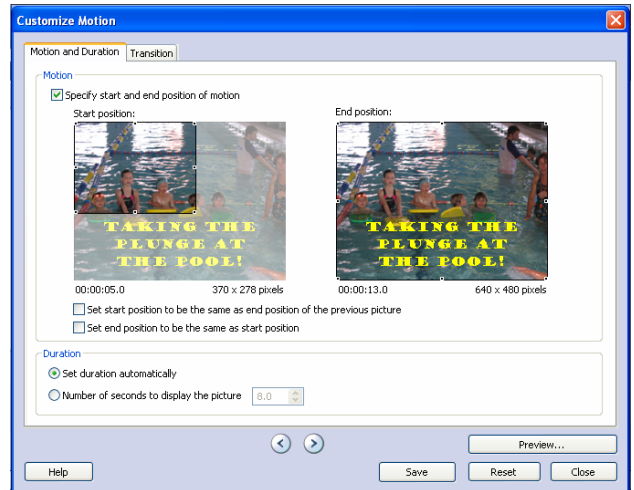 Customize Motion
Motion and Duration Transition
Motion
Specify start and end position of motion
Start position: End position:
TAKING THE
PLUNGE AT
THE POOL!
TAKING THE
PLUNGE AT
THE POOL!
00:00:05.0 370 x 278 pixels 00:00:13.0 640 x 480 pixels
Set start position to be the same as end position of the previous picture
Set end position to be the same as start position
Duration
Set duration automatically
Number of seconds to display the picture 8.0
Preview...
Help Save Reset Close